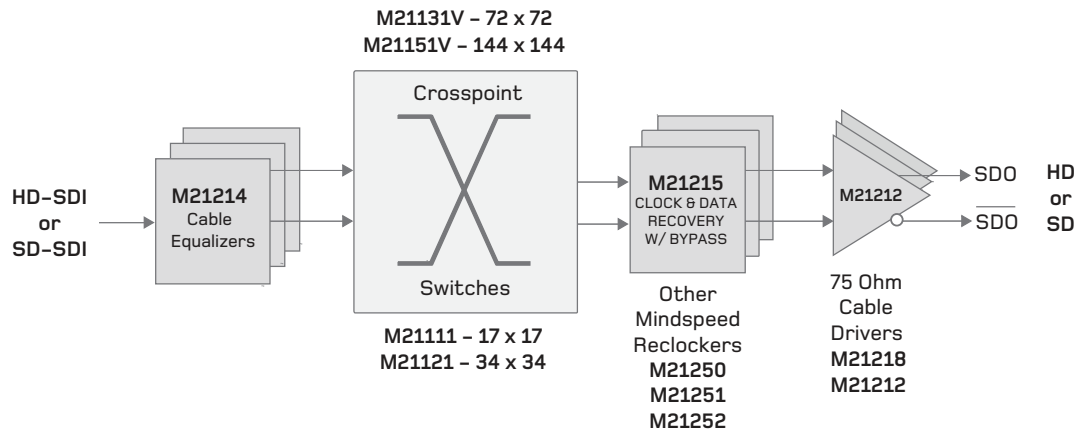 M21131V – 72 x 72
M21151V – 144 x 144
HD-SDI
or
SD-SDI
M21214
Cable
Equalizers
Crosspoint
Switches
M21111 – 17 x 17
M21121 – 34 x 34
M21215
CLOCK & DATA
RECOVERY
W/ BYPASS
Other
Mindspeed
Reclockers
M21250
M21251
M21252
M21212
75 Ohm
Cable
Drivers
M21218
M21212
SDO
SDO
HD
or
SD